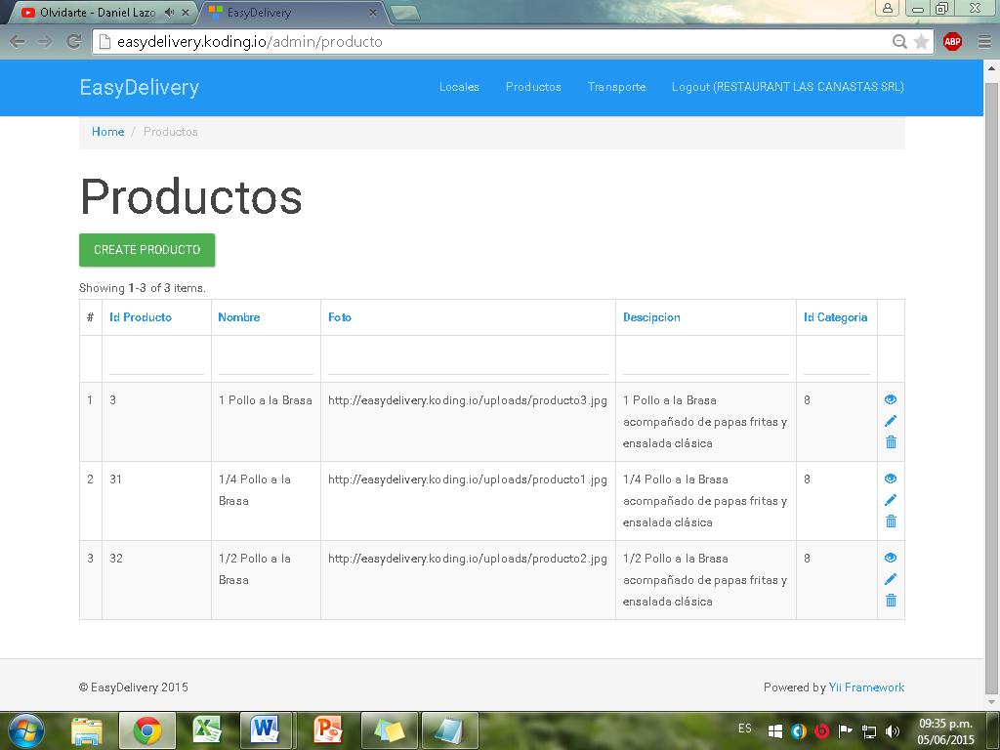 Olvidarte - Daniel Lazo
EasyDelivery
easydelivery.koding.io/admin/producto
ABP
EasyDelivery
Locales Productos Transporte Logout (RESTAURANT LAS CANASTAS SRL)
Home / Productos
Productos
CREATE PRODUCTO
Showing 1-3 of 3 items.
# Id Producto Nombre Foto Descipcion Id Categoria
1 3 1 Pollo a la Brasa http://easydelivery.koding.io/uploads/producto3.jpg 1 Pollo a la Brasa 8
acompañado de papas fritas y
ensalada clásica
2 31 1/4 Pollo a la http://easydelivery.koding.io/uploads/producto1.jpg 1/4 Pollo a la Brasa 8
Brasa acompañado de papas fritas y
ensalada clásica
3 32 1/2 Pollo a la http://easydelivery.koding.io/uploads/producto2.jpg 1/2 Pollo a la Brasa 8
Brasa acompañado de papas fritas y
ensalada clásica
© EasyDelivery 2015 Powered by Yii Framework
ES
09:35 p.m.
05/06/2015